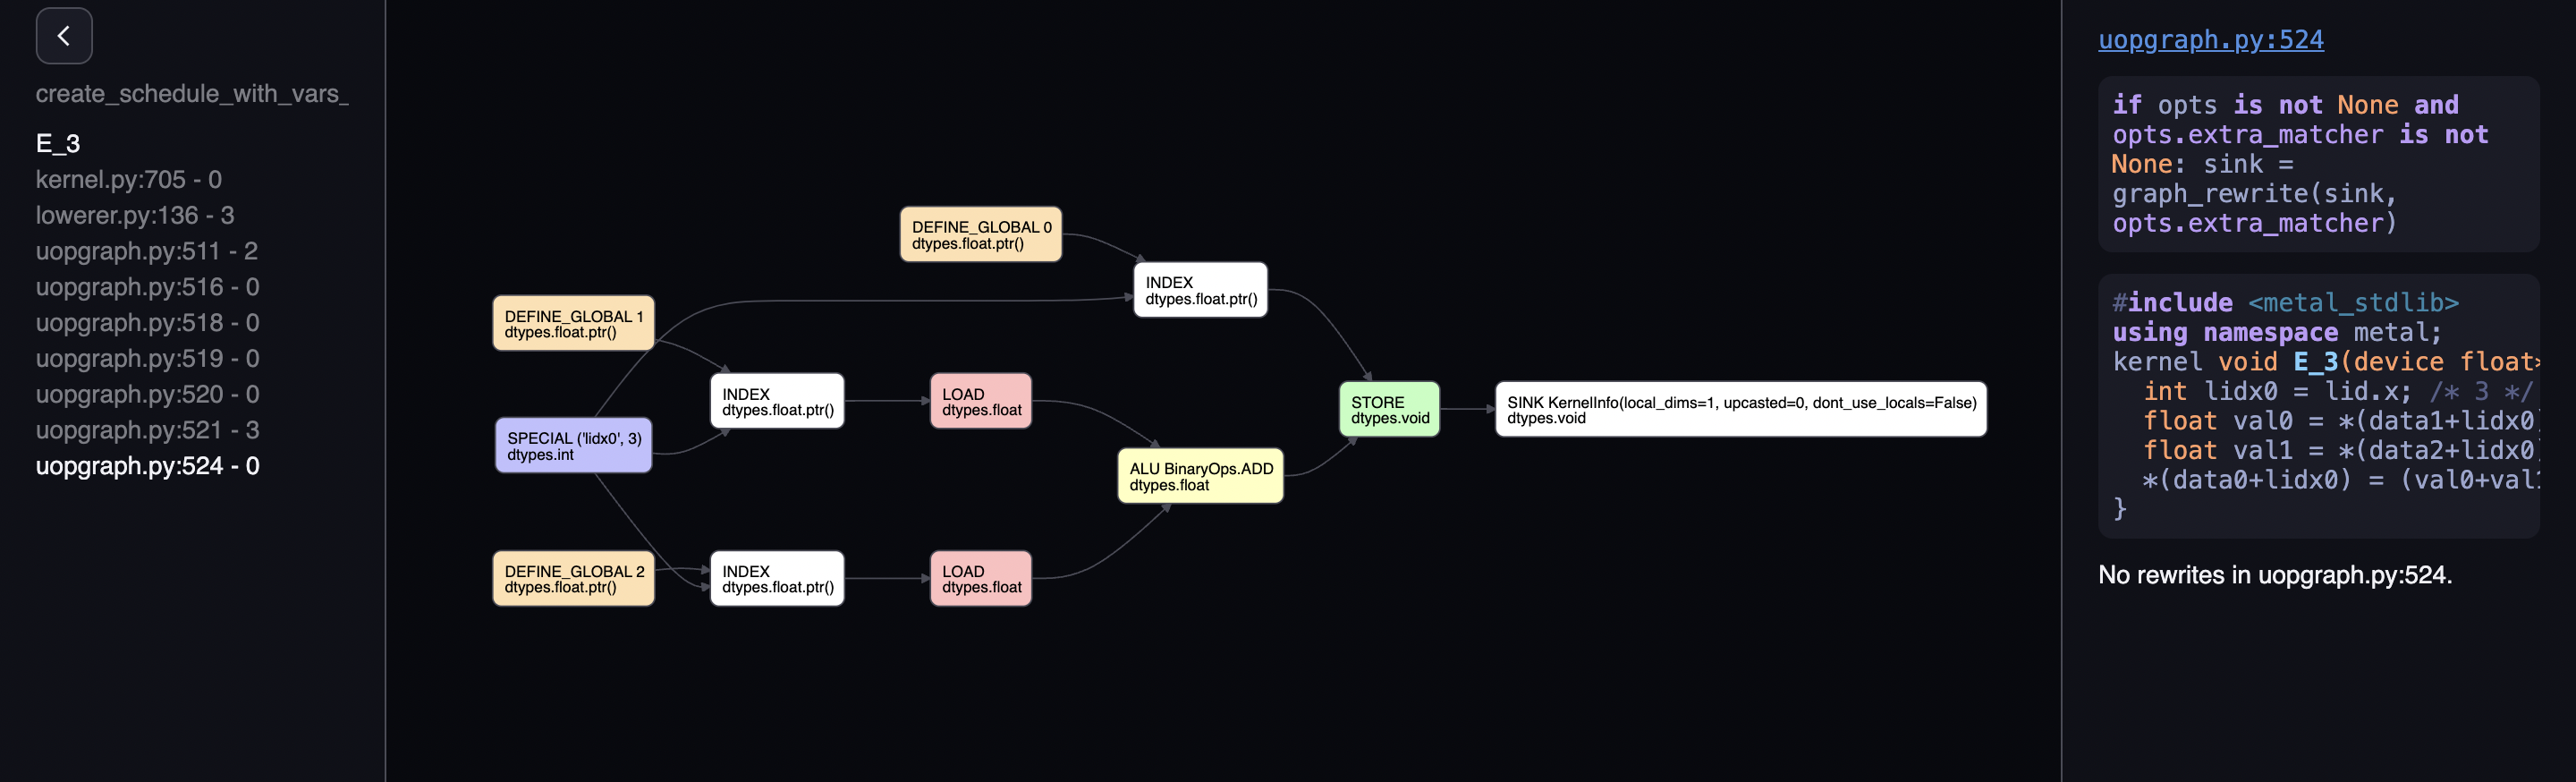 create_schedule_with_vars_
E_3
kernel.py:705 - 0
lowerer.py:136 - 3
uopgraph.py:511 - 2
uopgraph.py:516 - 0
uopgraph.py:518 - 0
uopgraph.py:519 - 0
uopgraph.py:520 - 0
uopgraph.py:521 - 3
uopgraph.py:524 - 0
DEFINE_GLOBAL 0
dtypes.float.ptr()
INDEX
dtypes.float.ptr()
DEFINE_GLOBAL 1
dtypes.float.ptr()
INDEX
dtypes.float.ptr()
LOAD
dtypes.float
STORE
dtypes.void
SINK KernelInfo(local_dims=1, upcasted=0, dont_use_locals=False)
dtypes.void
SPECIAL ('lidx0', 3)
dtypes.int
ALU BinaryOps.ADD
dtypes.float
DEFINE_GLOBAL 2
dtypes.float.ptr()
INDEX
dtypes.float.ptr()
LOAD
dtypes.float
uopgraph.py:524
if opts is not None and
opts.extra_matcher is not
None: sink =
graph_rewrite(sink,
opts.extra_matcher)
#include <metal_stdlib>
using namespace metal;
kernel void E_3(device float
int lidx0 = lid.x; /* 3 */
float val0 = *(data1+lidx0
float val1 = *(data2+lidx0
*(data0+lidx0) = (val0+val1
}
No rewrites in uopgraph.py:524.